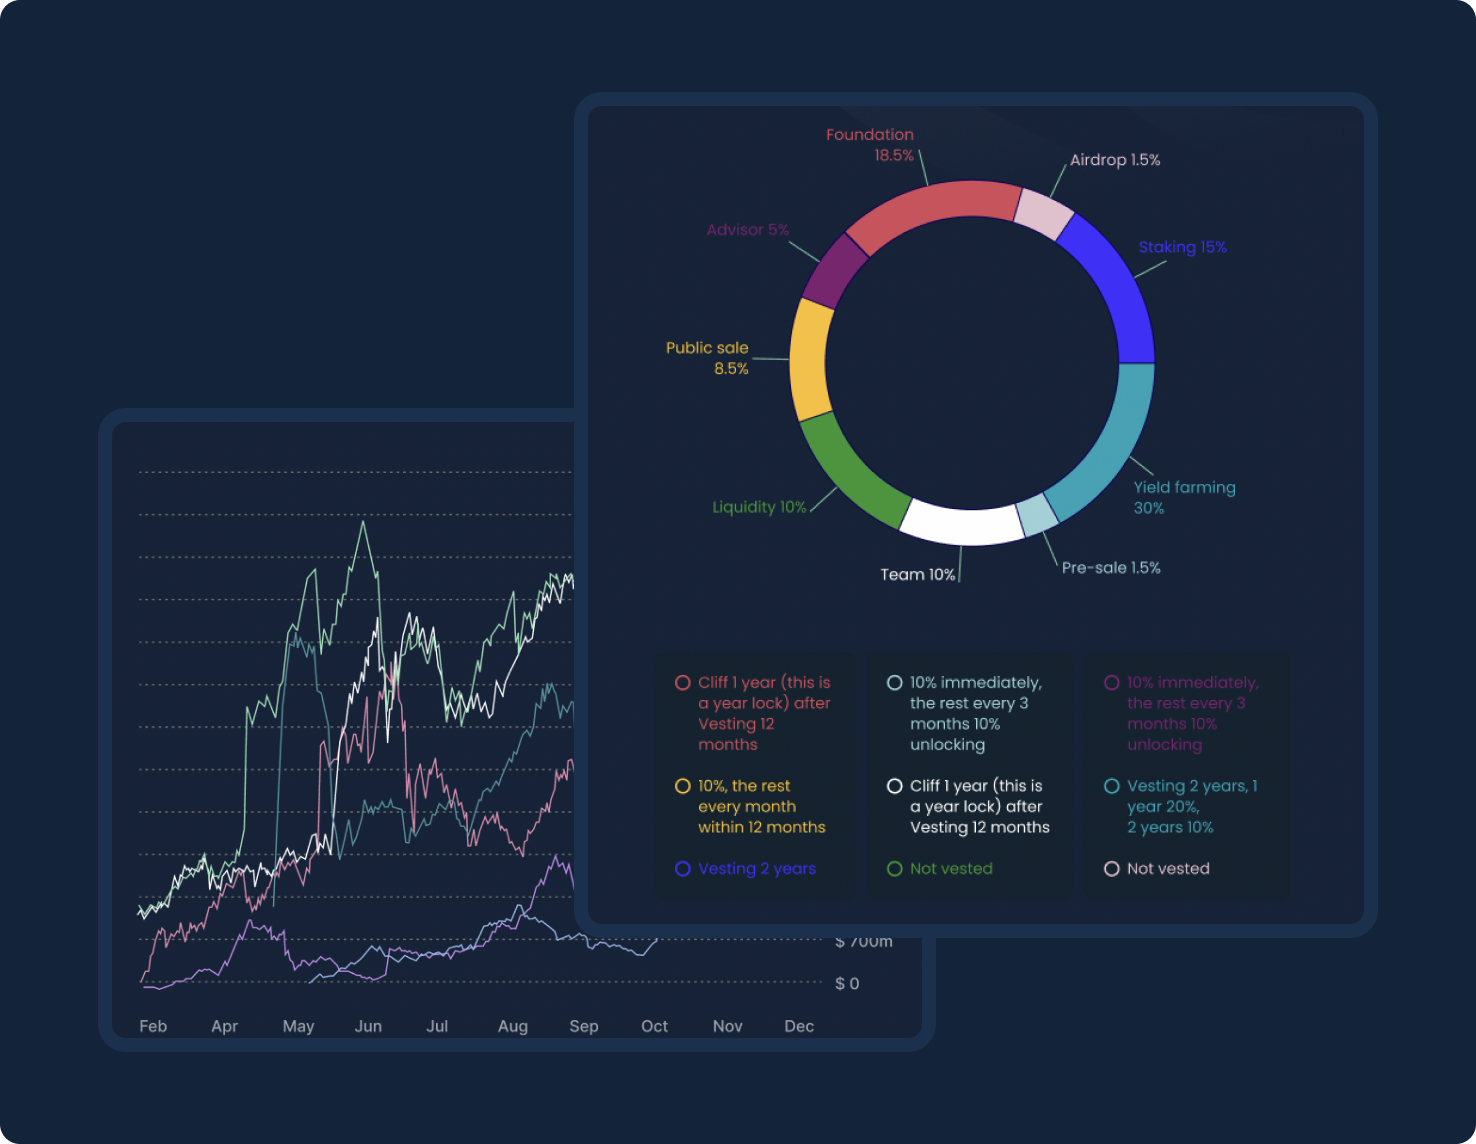 Foundation
18.5%
Airdrop 1.5%
Advisor 5%
Staking 15%
Public sale
8.5%
Yield farming
30%
Liquidity 10%
Team 10%
Pre-sale 1.5%
Cliff 1 year (this is
a year lock) after
Vesting 12
months
10% immediately,
the rest every 3
months 10%
unlocking
10% immediately,
the rest every 3
months 10%
unlocking
10%, the rest
every month
within 12 months
Cliff 1 year (this is
a year lock) after
Vesting 12 months
Vesting 2 years, 1
year 20%,
2 years 10%
Vesting 2 years
Not vested
Not vested
$ 700m
$ 0
Feb Apr May Jun Jul Aug Sep Oct Nov Dec